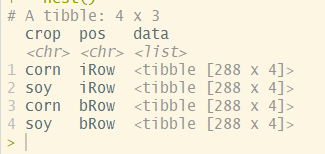 nest()
# A tibble: 4 x 3
crop pos data
<chr> <chr> <list>
1 corn iRow <tibble [288 x 4]>
2 soy iRow <tibble [288 x 4]>
3 corn bRow <tibble [288 x 4]>
4 soy bRow <tibble [288 x 4]>
>